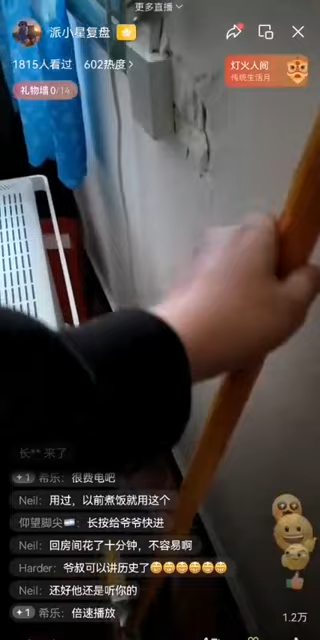 更多直播
派小星复盘
1815人看过 602热度
灯火人间
传统生活月
礼物墙 0/14
长** 来了
+1 希乐：很费电吧
Neil：用过，以前煮饭就用这个
仰望脚尖：长按给爷爷快进
Neil：回房间花了十分钟，不容易啊
Harder：爷叔可以讲历史了🥰🥰🥰🥰🥰🥰
Neil：还好他还是听你的
+1 希乐：倍速播放
1.2万